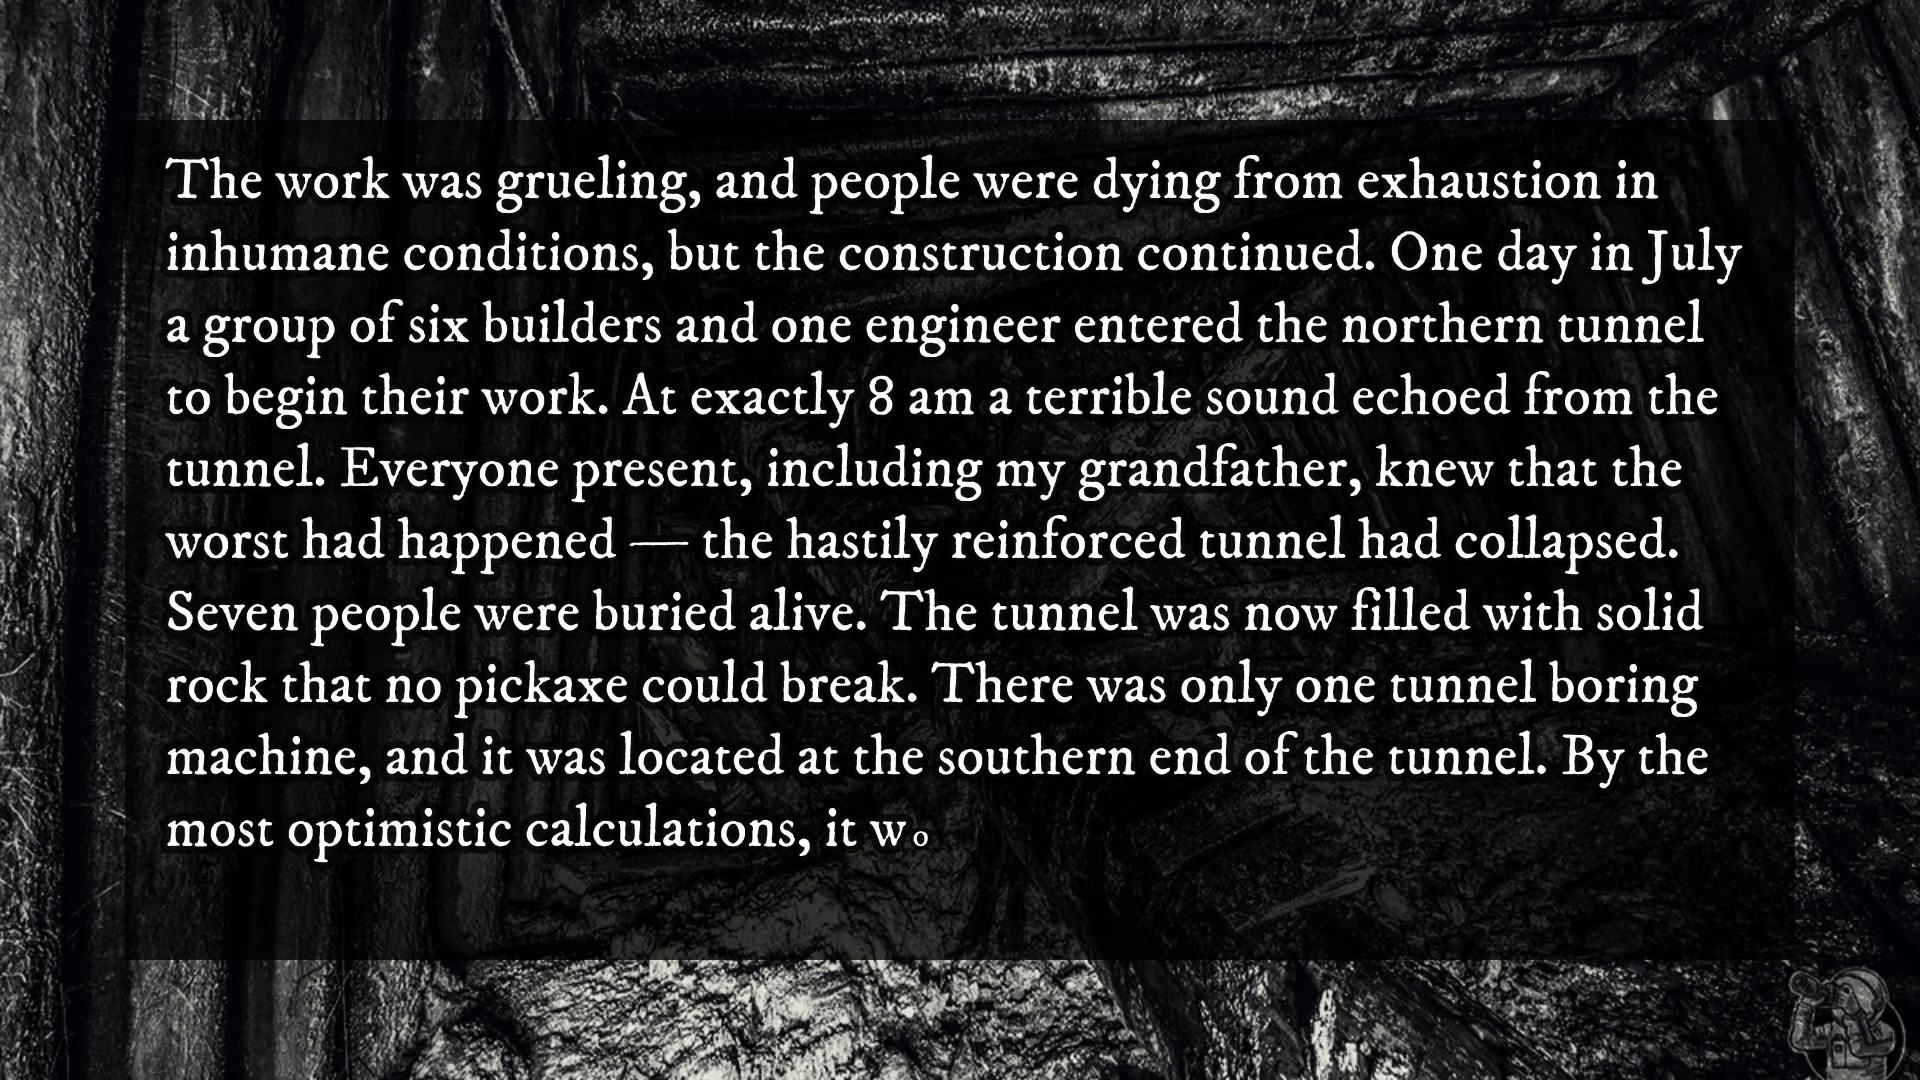 The work was grueling, and people were dying from exhaustion in
inhumane conditions, but the construction continued. One day in July
a group of six builders and one engineer entered the northern tunnel
to begin their work. At exactly 8 am a terrible sound echoed from the
tunnel. Everyone present, including my grandfather, knew that the
worst had happened — the hastily reinforced tunnel had collapsed.
Seven people were buried alive. The tunnel was now filled with solid
rock that no pickaxe could break. There was only one tunnel boring
machine, and it was located at the southern end of the tunnel. By the
most optimistic calculations, it wo